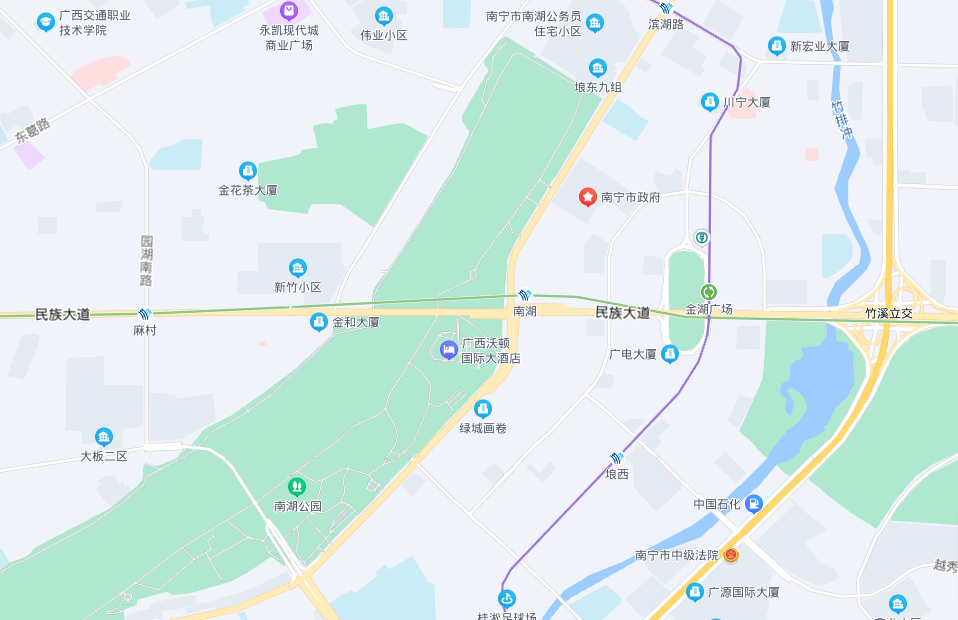 广西交通职业
技术学院
永凯现代城
商业广场
伟业小区
南宁市南湖公务员
住宅小区
滨湖路
新宏业大厦
埌东九组
川宁大厦
竹排冲
东葛路
金花茶大厦
南宁市政府
园湖南路
新竹小区
民族大道
麻村
金和大厦
南湖
民族大道
金湖广场
竹溪立交
广西沃顿
国际大酒店
广电大厦
绿城画卷
大板二区
埌西
南湖公园
中国石化
南宁市中级法院
越秀
广源国际大厦
桂淞足球场